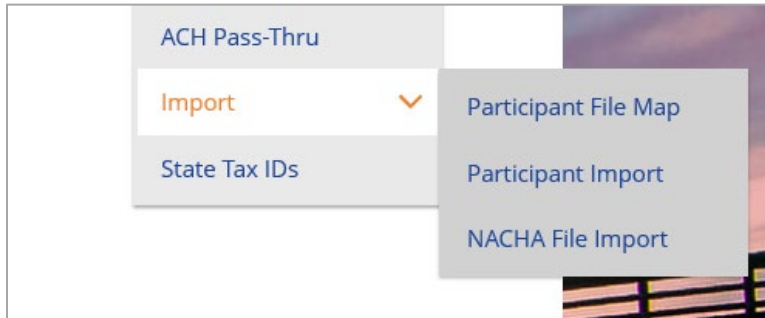 ACH Pass-Thru
Import
State Tax IDs
Participant File Map
Participant Import
NACHA File Import